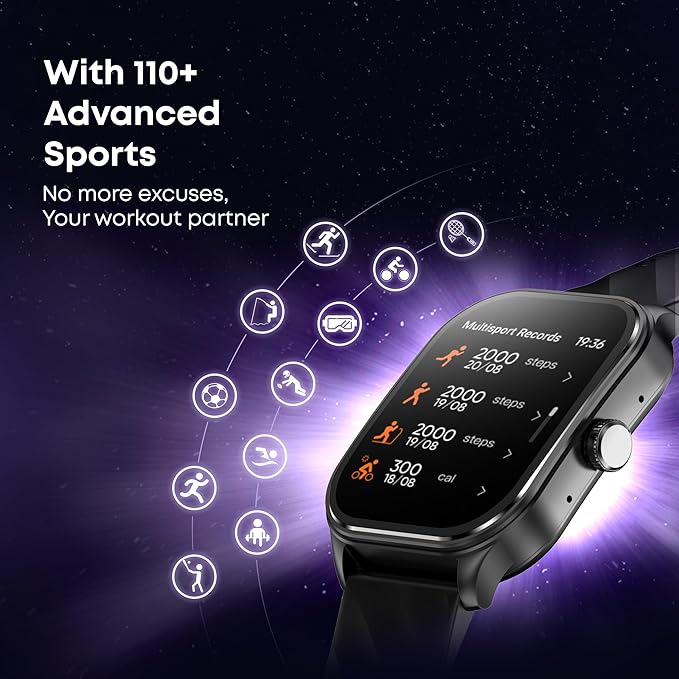 With 110+
Advanced
Sports
No more excuses,
Your workout partner
Multisport Records 19:36
2000 steps
20/08
2000 steps
19/08
2000 steps
19/08
300 cal
18/08